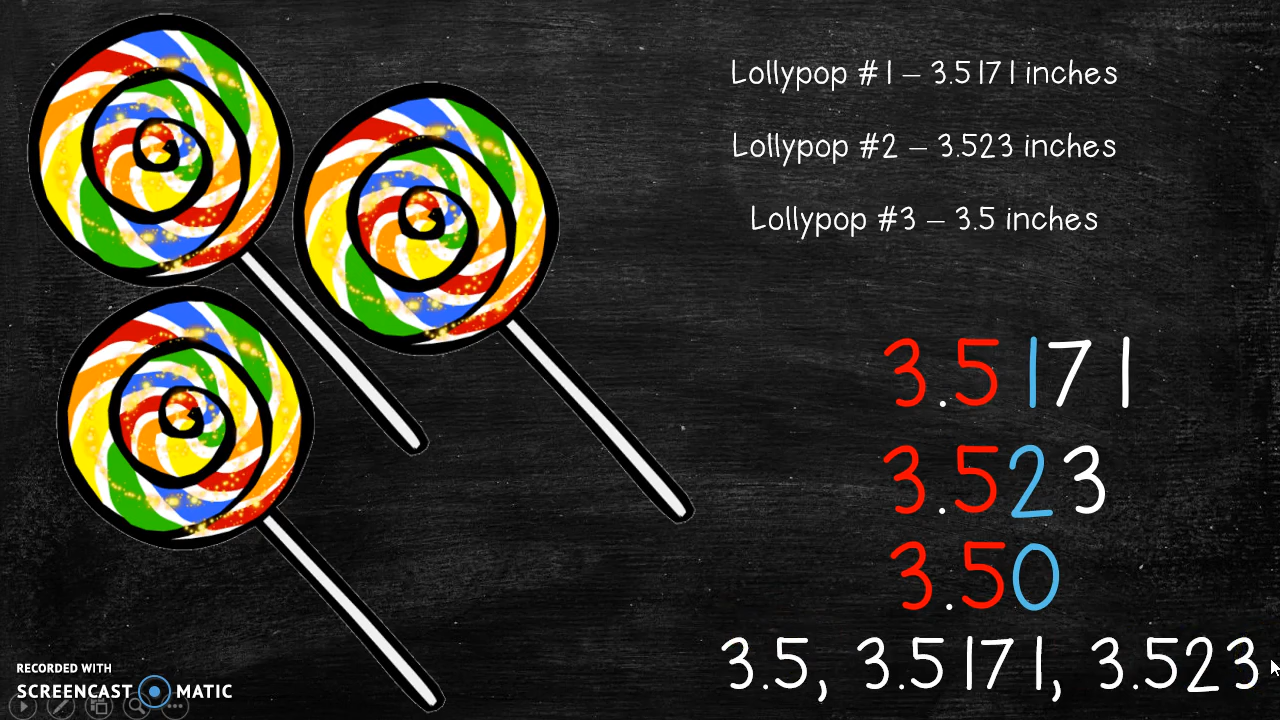 Lollypop #1 – 3.5171 inches
Lollypop #2 – 3.523 inches
Lollypop #3 – 3.5 inches
3.5171
3.523
3.50
3.5, 3.5171, 3.523
RECORDED WITH
SCREENCAST MATIC